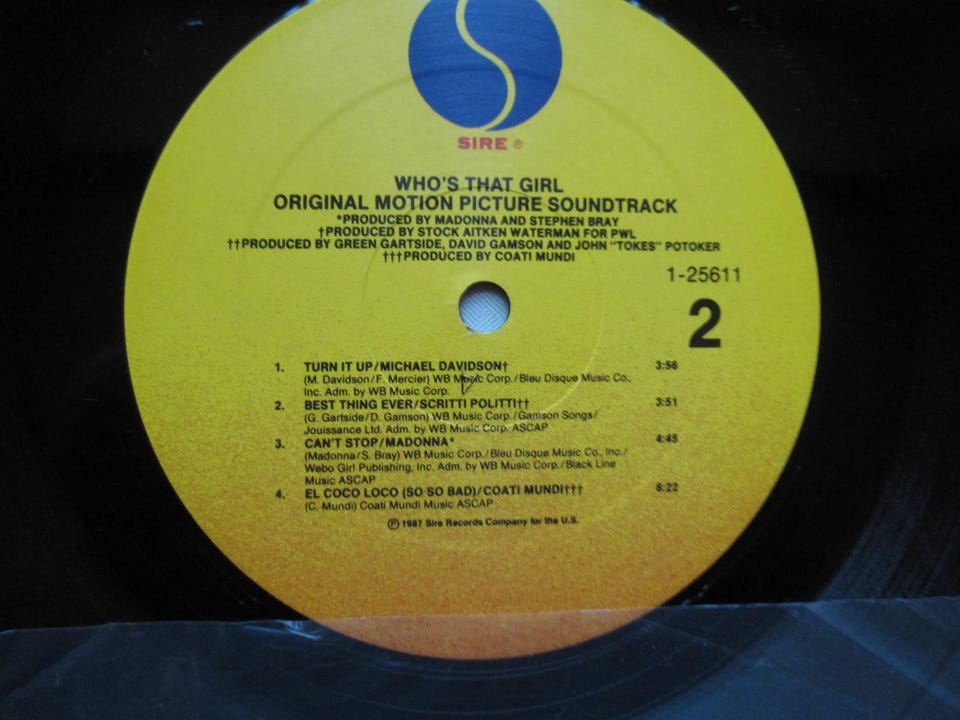 SIRE ®
WHO'S THAT GIRL
ORIGINAL MOTION PICTURE SOUNDTRACK
*PRODUCED BY MADONNA AND STEPHEN BRAY
†PRODUCED BY STOCK AITKEN WATERMAN FOR PWL
††PRODUCED BY GREEN GARTSIDE, DAVID GAMSON AND JOHN "TOKES" POTOKER
†††PRODUCED BY COATI MUNDI
1-25611
2
1. TURN IT UP/MICHAEL DAVIDSON† 3:56
(M. Davidson/F. Mercier) WB Music Corp./Bleu Disque Music Co.,
Inc. Adm. by WB Music Corp.
2. BEST THING EVER/SCRITTI POLITTI†† 3:51
(G. Gartside/D. Gamson) WB Music Corp./Gamson Songs/
Jouissance Ltd. Adm. by WB Music Corp. ASCAP
3. CAN'T STOP/MADONNA* 4:45
(Madonna/S. Bray) WB Music Corp./Bleu Disque Music Co., Inc./
Webo Girl Publishing, Inc. Adm. by WB Music Corp./Black Line
Music ASCAP
4. EL COCO LOCO (SO SO BAD)/COATI MUNDI††† 6:22
(C. Mundi) Coati Mundi Music ASCAP
℗ 1987 Sire Records Company for the U.S.